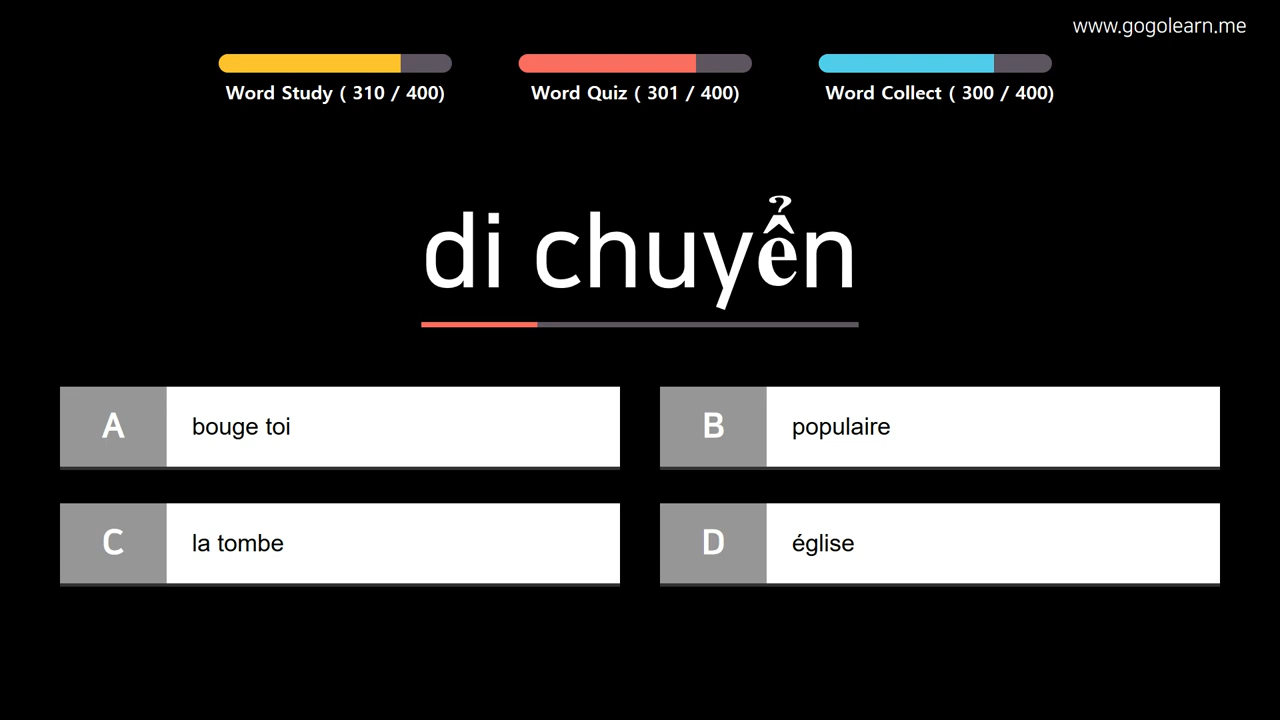 www.gogolearn.me
Word Study ( 310 / 400)
Word Quiz ( 301 / 400)
Word Collect ( 300 / 400)
di chuyển
A bouge toi
B populaire
C la tombe
D église